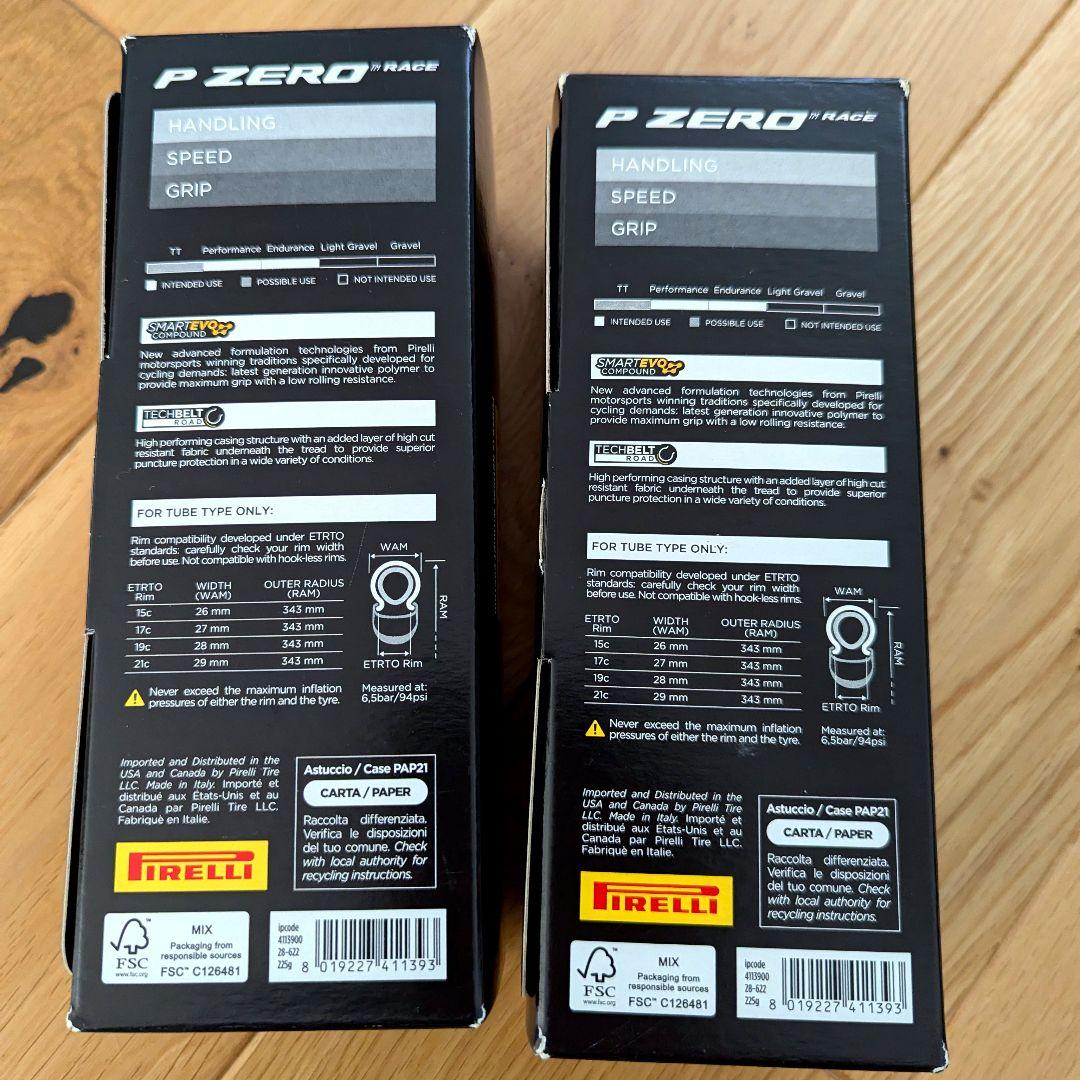 P ZERO™ RACE
HANDLING
SPEED
GRIP
TT Performance Endurance Light Gravel Gravel
INTENDED USE POSSIBLE USE NOT INTENDED USE
SMARTEVO
COMPOUND
New advanced formulation technologies from Pirelli
motorsports winning traditions specifically developed for
cycling demands: latest generation innovative polymer to
provide maximum grip with a low rolling resistance.
TECHBELT
ROAD
High performing casing structure with an added layer of high cut
resistant fabric underneath the tread to provide superior
puncture protection in a wide variety of conditions.
FOR TUBE TYPE ONLY:
Rim compatibility developed under ETRTO
standards: carefully check your rim width
before use. Not compatible with hook-less rims.
ETRTO Rim WIDTH (WAM) OUTER RADIUS (RAM)
15c 26 mm 343 mm
17c 27 mm 343 mm
19c 28 mm 343 mm
21c 29 mm 343 mm
WAM
RAM
ETRTO Rim
Never exceed the maximum inflation
pressures of either the rim and the tyre.
Measured at:
6,5bar/94psi
Imported and Distributed in the
USA and Canada by Pirelli Tire
LLC. Made in Italy. Importé et
distribué aux États-Unis et au
Canada par Pirelli Tire LLC.
Fabriqué en Italie.
Astuccio / Case PAP21
CARTA / PAPER
Raccolta differenziata.
Verifica le disposizioni
del tuo comune. Check
with local authority for
recycling instructions.
PIRELLI
FSC
www.fsc.org
MIX
Packaging from
responsible sources
FSC™ C126481
ipcode
4113900
28-622
225g
8 019227 411393
P ZERO™ RACE
HANDLING
SPEED
GRIP
TT Performance Endurance Light Gravel Gravel
INTENDED USE POSSIBLE USE NOT INTENDED USE
SMARTEVO
COMPOUND
New advanced formulation technologies from Pirelli
motorsports winning traditions specifically developed for
cycling demands: latest generation innovative polymer to
provide maximum grip with a low rolling resistance.
TECHBELT
ROAD
High performing casing structure with an added layer of high cut
resistant fabric underneath the tread to provide superior
puncture protection in a wide variety of conditions.
FOR TUBE TYPE ONLY:
Rim compatibility developed under ETRTO
standards: carefully check your rim width
before use. Not compatible with hook-less rims.
ETRTO Rim WIDTH (WAM) OUTER RADIUS (RAM)
15c 26 mm 343 mm
17c 27 mm 343 mm
19c 28 mm 343 mm
21c 29 mm 343 mm
WAM
RAM
ETRTO Rim
Never exceed the maximum inflation
pressures of either the rim and the tyre.
Measured at:
6,5bar/94psi
Imported and Distributed in the
USA and Canada by Pirelli Tire
LLC. Made in Italy. Importé et
distribué aux États-Unis et au
Canada par Pirelli Tire LLC.
Fabriqué en Italie.
Astuccio / Case PAP21
CARTA / PAPER
Raccolta differenziata.
Verifica le disposizioni
del tuo comune. Check
with local authority for
recycling instructions.
PIRELLI
FSC
www.fsc.org
MIX
Packaging from
responsible sources
FSC™ C126481
ipcode
4113900
28-622
225g
8 019227 411393